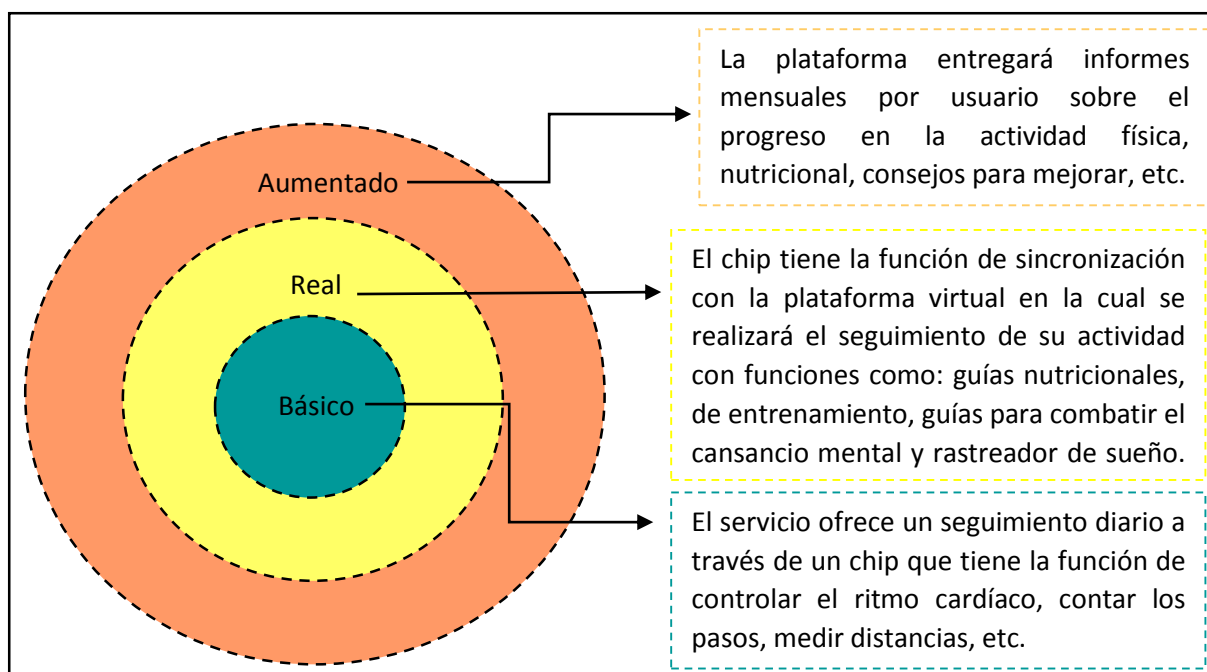 La plataforma entregará informes
mensuales por usuario sobre el
progreso en la actividad física,
nutricional, consejos para mejorar, etc.
Aumentado
El chip tiene la función de sincronización
con la plataforma virtual en la cual se
realizará el seguimiento de su actividad
con funciones como: guías nutricionales,
de entrenamiento, guías para combatir el
cansancio mental y rastreador de sueño.
Real
Básico
El servicio ofrece un seguimiento diario a
través de un chip que tiene la función de
controlar el ritmo cardíaco, contar los
pasos, medir distancias, etc.